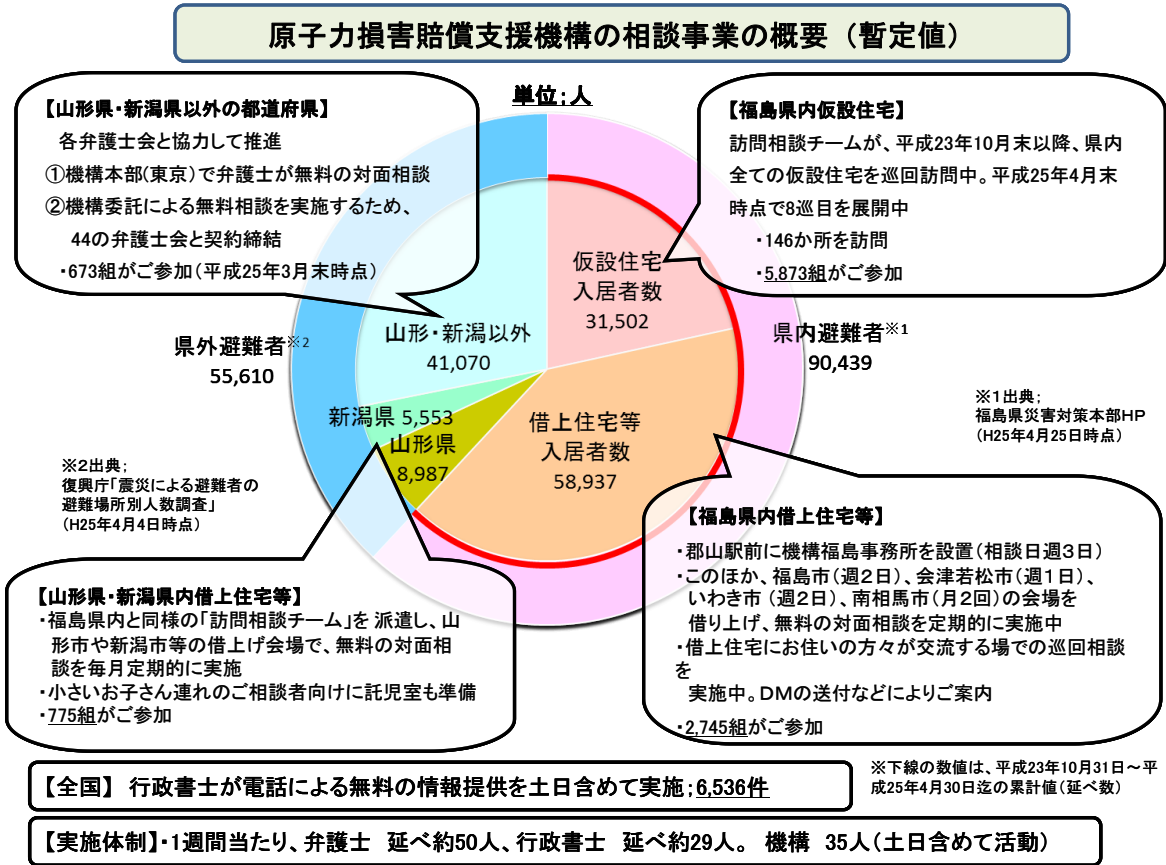 原子力損害賠償支援機構の相談事業の概要（暫定値）
単位；人
【山形県・新潟県以外の都道府県】
各弁護士会と協力して推進
①機構本部(東京)で弁護士が無料の対面相談
②機構委託による無料相談を実施するため、
44の弁護士会と契約締結
・673組がご参加（平成25年3月末時点）
【福島県内仮設住宅】
訪問相談チームが、平成23年10月末以降、県内
全ての仮設住宅を巡回訪問中。平成25年4月末
時点で8巡目を展開中
・146か所を訪問
・5,873組がご参加
仮設住宅
入居者数
31,502
山形・新潟以外
41,070
県外避難者※2
55,610
県内避難者※1
90,439
新潟県 5,553
山形県
8,987
借上住宅等
入居者数
58,937
※１出典；
福島県災害対策本部HP
（H25年4月25日時点）
※２出典；
復興庁「震災による避難者の
避難場所別人数調査」
（H25年4月4日時点）
【福島県内借上住宅等】
・郡山駅前に機構福島事務所を設置（相談日週３日）
・このほか、福島市（週２日）、会津若松市（週１日）、
いわき市（週２日）、南相馬市（月２回）の会場を
借り上げ、無料の対面相談を定期的に実施中
・借上住宅にお住いの方々が交流する場での巡回相談
を
実施中。ＤＭの送付などによりご案内
・2,745組がご参加
【山形県・新潟県内借上住宅等】
・福島県内と同様の「訪問相談チーム」を 派遣し、山
形市や新潟市等の借上げ会場で、無料の対面相
談を毎月定期的に実施
・小さいお子さん連れのご相談者向けに託児室も準備
・775組がご参加
【全国】 行政書士が電話による無料の情報提供を土日含めて実施；6,536件
※下線の数値は、平成23年10月31日～平
成25年4月30日迄の累計値（延べ数）
【実施体制】・1週間当たり、弁護士 延べ約50人、行政書士 延べ約29人。 機構 35人（土日含めて活動）